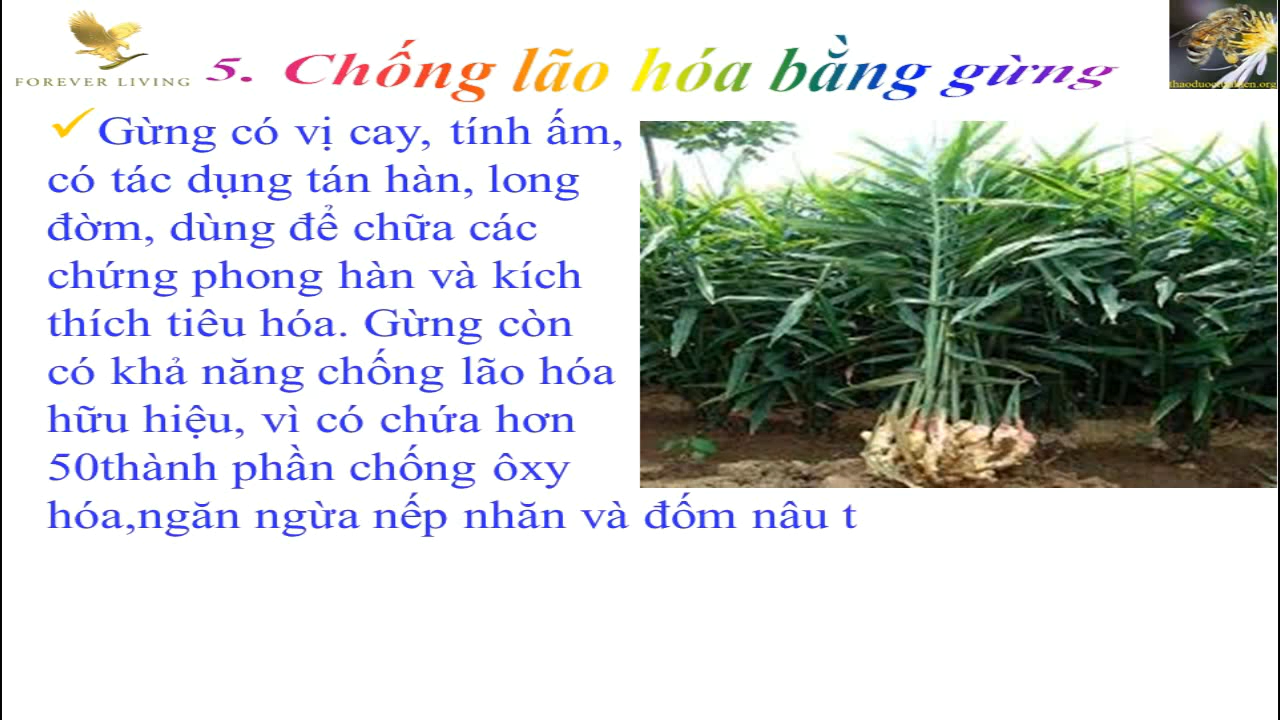 FOREVER LIVING
5. Chống lão hóa bằng gừng
Gừng có vị cay, tính ấm,
có tác dụng tán hàn, long
đờm, dùng để chữa các
chứng phong hàn và kích
thích tiêu hóa. Gừng còn
có khả năng chống lão hóa
hữu hiệu, vì có chứa hơn
50thành phần chống ôxy
hóa,ngăn ngừa nếp nhăn và đốm nâu t